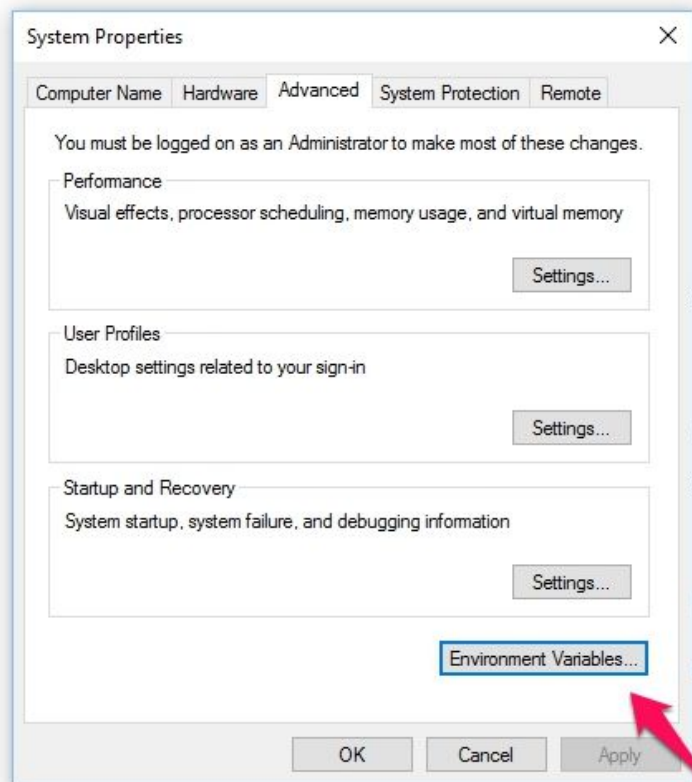 System Properties
Computer Name Hardware Advanced System Protection Remote
You must be logged on as an Administrator to make most of these changes.
Performance
Visual effects, processor scheduling, memory usage, and virtual memory
Settings...
User Profiles
Desktop settings related to your sign-in
Settings...
Startup and Recovery
System startup, system failure, and debugging information
Settings...
Environment Variables...
OK Cancel Apply